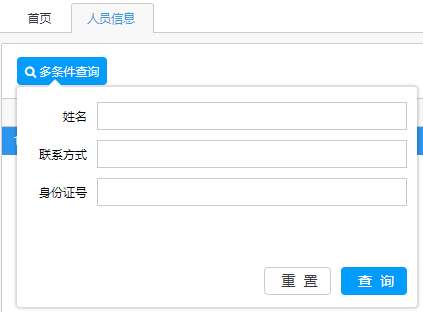 首页 人员信息
多条件查询
姓名
联系方式
身份证号
重 置 查 询